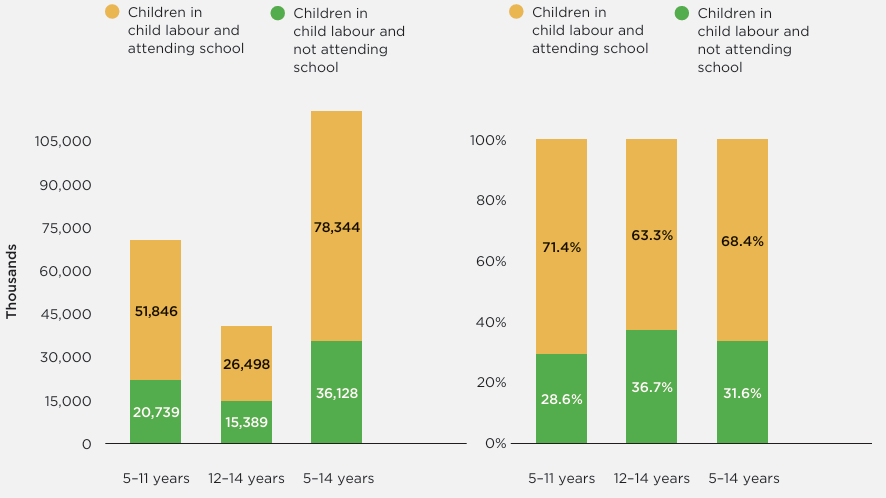 Children in
child labour and
attending school
Children in
child labour and
not attending
school
Thousands
105,000
90,000
75,000
60,000
45,000
30,000
15,000
0
51,846
20,739
26,498
15,389
78,344
36,128
5–11 years
12–14 years
5–14 years
Children in
child labour and
attending school
Children in
child labour and
not attending
school
100%
80%
60%
40%
20%
0%
71.4%
28.6%
63.3%
36.7%
68.4%
31.6%
5–11 years
12–14 years
5–14 years